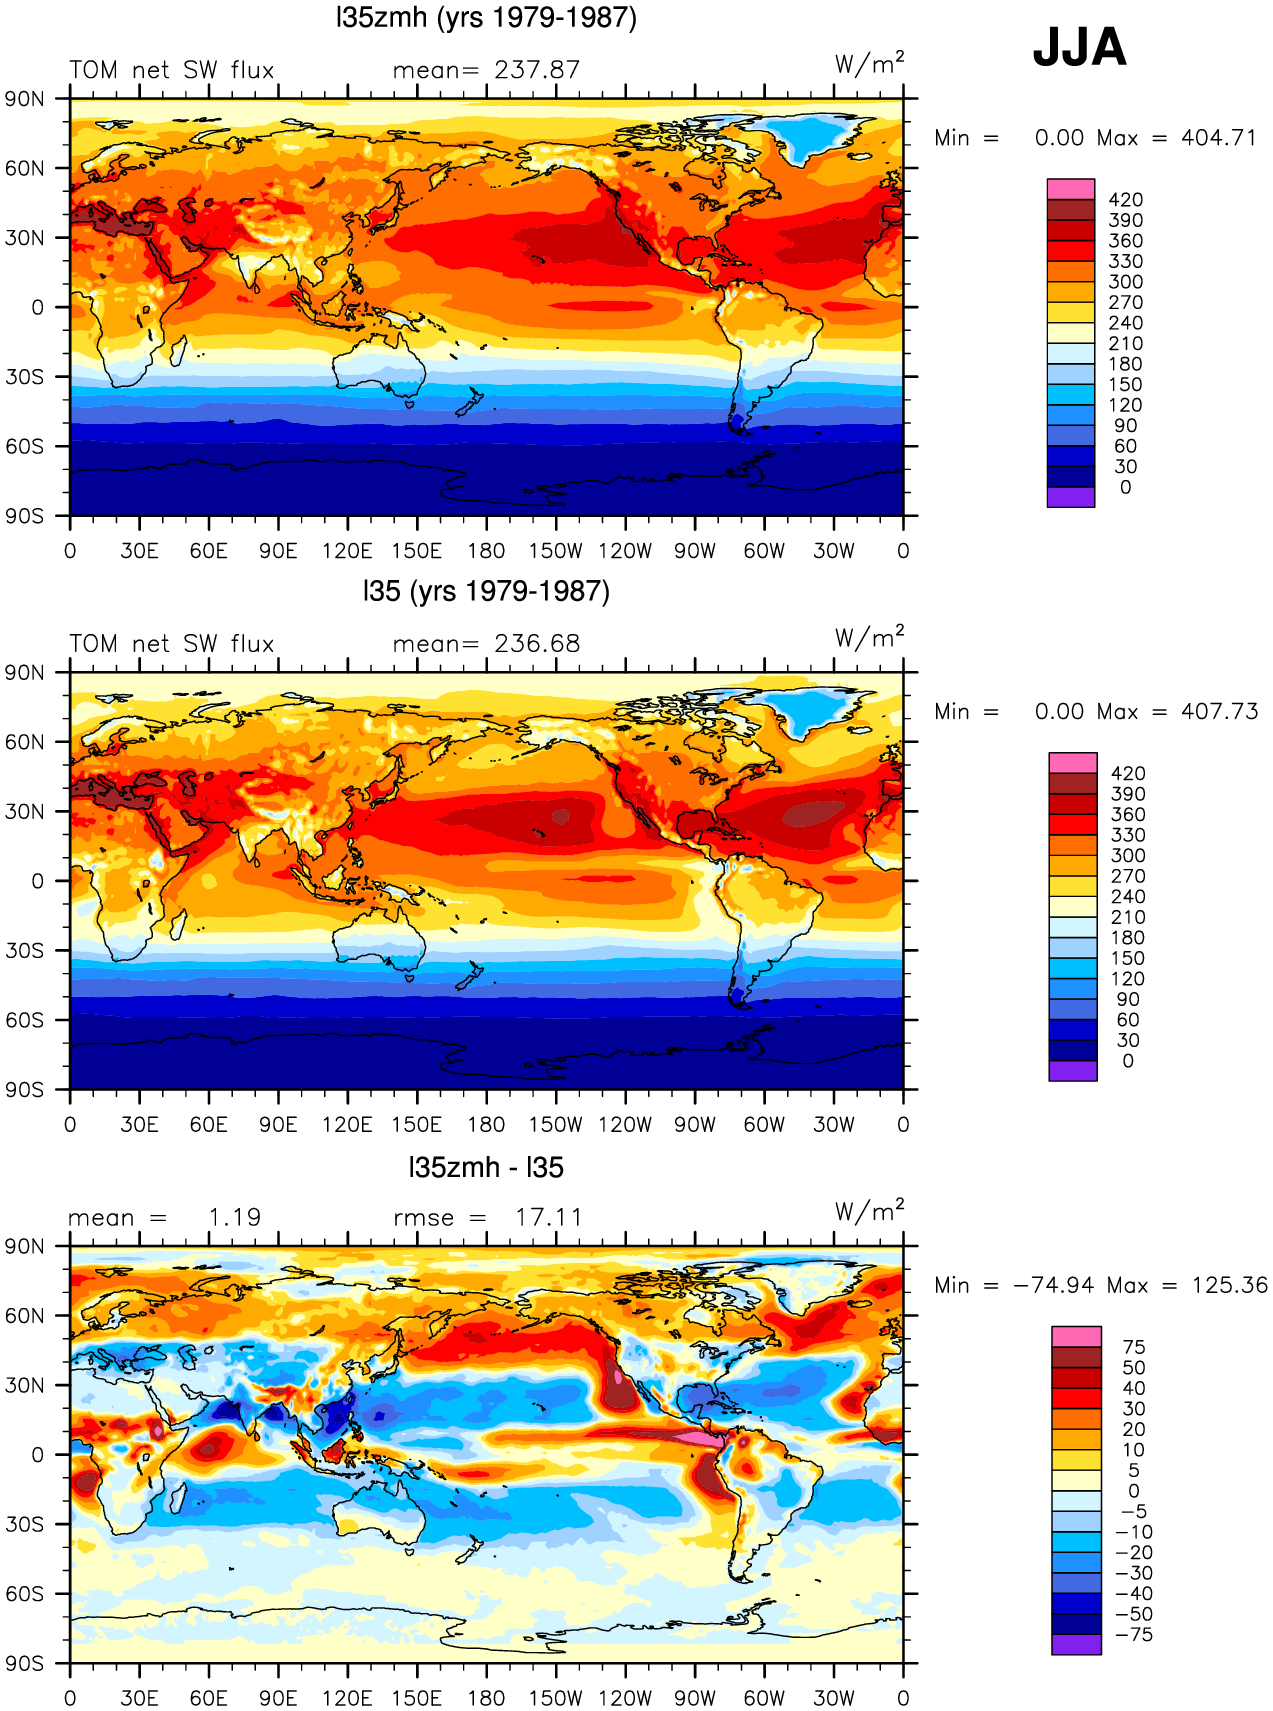 l35zmh (yrs 1979-1987)
JJA
TOM net SW flux mean= 237.87 W/m²
Min = 0.00 Max = 404.71
90N
60N
30N
0
30S
60S
90S
0 30E 60E 90E 120E 150E 180 150W 120W 90W 60W 30W 0
420
390
360
330
300
270
240
210
180
150
120
90
60
30
0
l35 (yrs 1979-1987)
TOM net SW flux mean= 236.68 W/m²
Min = 0.00 Max = 407.73
90N
60N
30N
0
30S
60S
90S
0 30E 60E 90E 120E 150E 180 150W 120W 90W 60W 30W 0
420
390
360
330
300
270
240
210
180
150
120
90
60
30
0
l35zmh - l35
mean = 1.19 rmse = 17.11 W/m²
Min = −74.94 Max = 125.36
90N
60N
30N
0
30S
60S
90S
0 30E 60E 90E 120E 150E 180 150W 120W 90W 60W 30W 0
75
50
40
30
20
10
5
0
−5
−10
−20
−30
−40
−50
−75